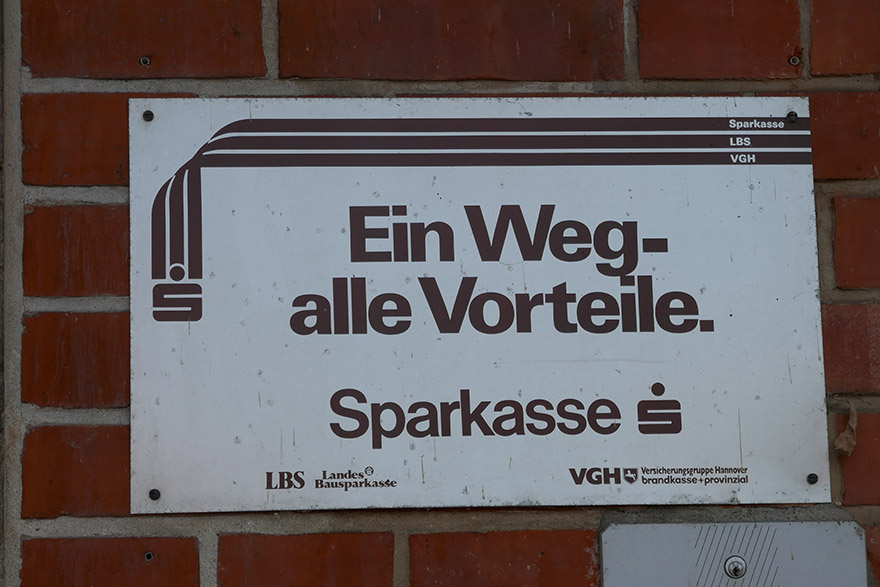 Sparkasse
LBS
VGH
Ein Weg-
alle Vorteile.
Sparkasse
LBS Landes
Bausparkasse
VGH Versicherungsgruppe Hannover
brandkasse+provinzial